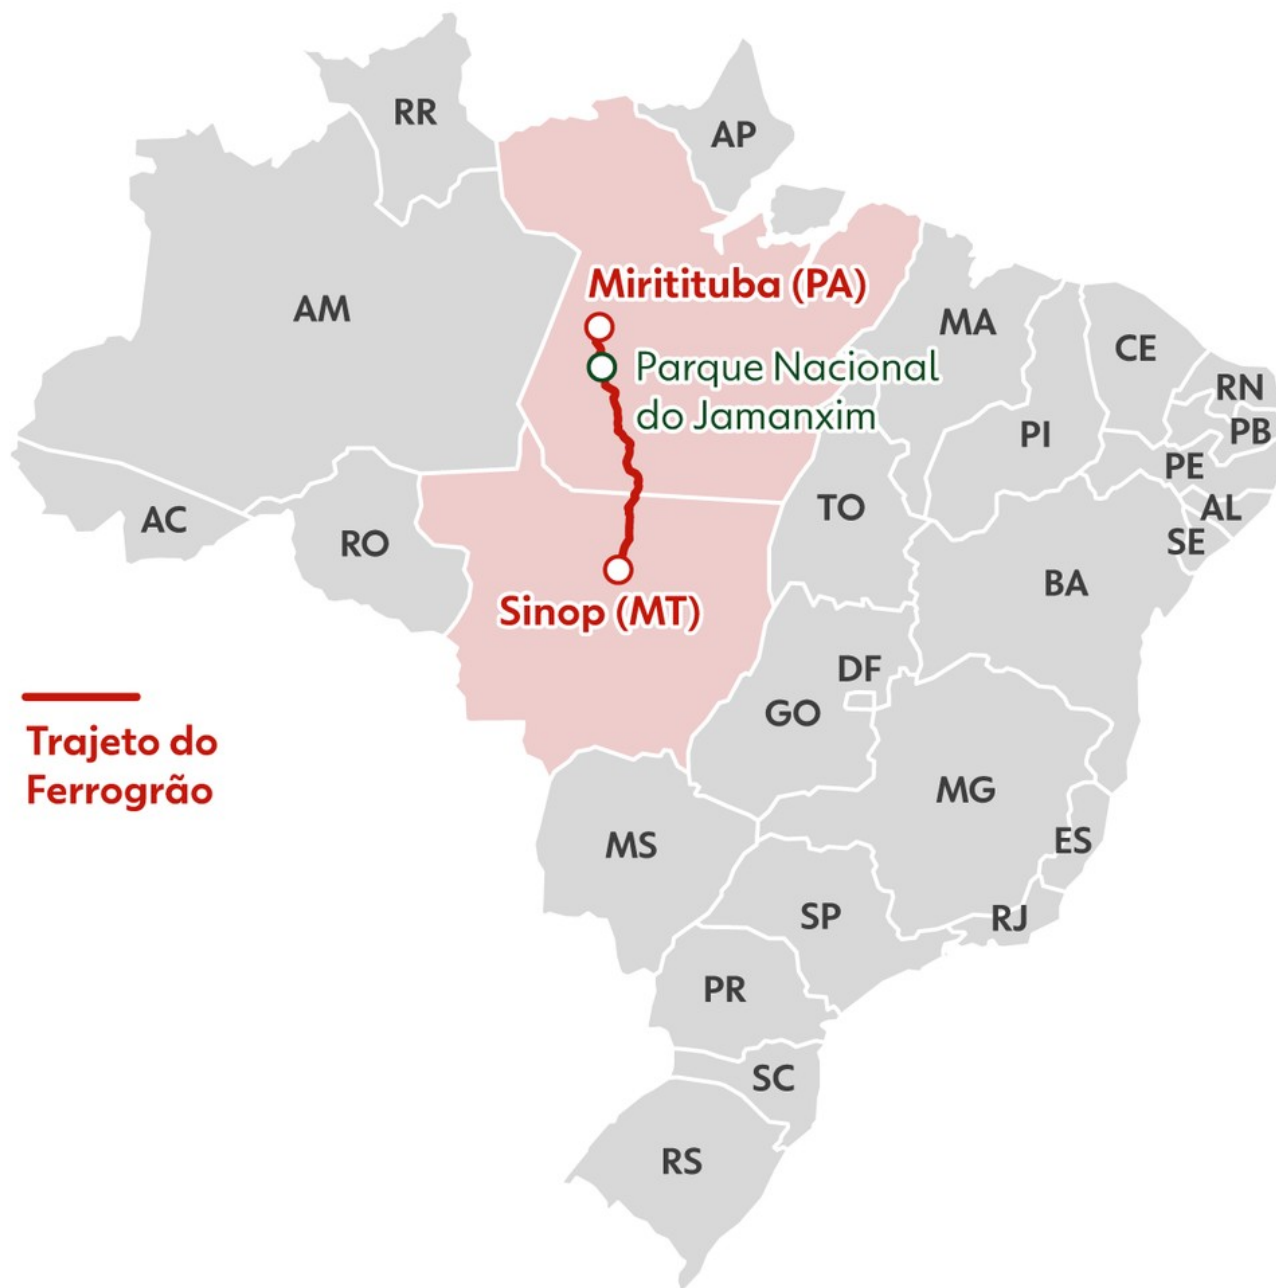 RR
AP
AM
Miritituba (PA)
MA
CE
Parque Nacional
do Jamanxim
RN
PB
PI
PE
AC
RO
TO
AL
SE
BA
Sinop (MT)
DF
GO
Trajeto do
Ferrogrão
MG
MS
ES
SP
RJ
PR
SC
RS